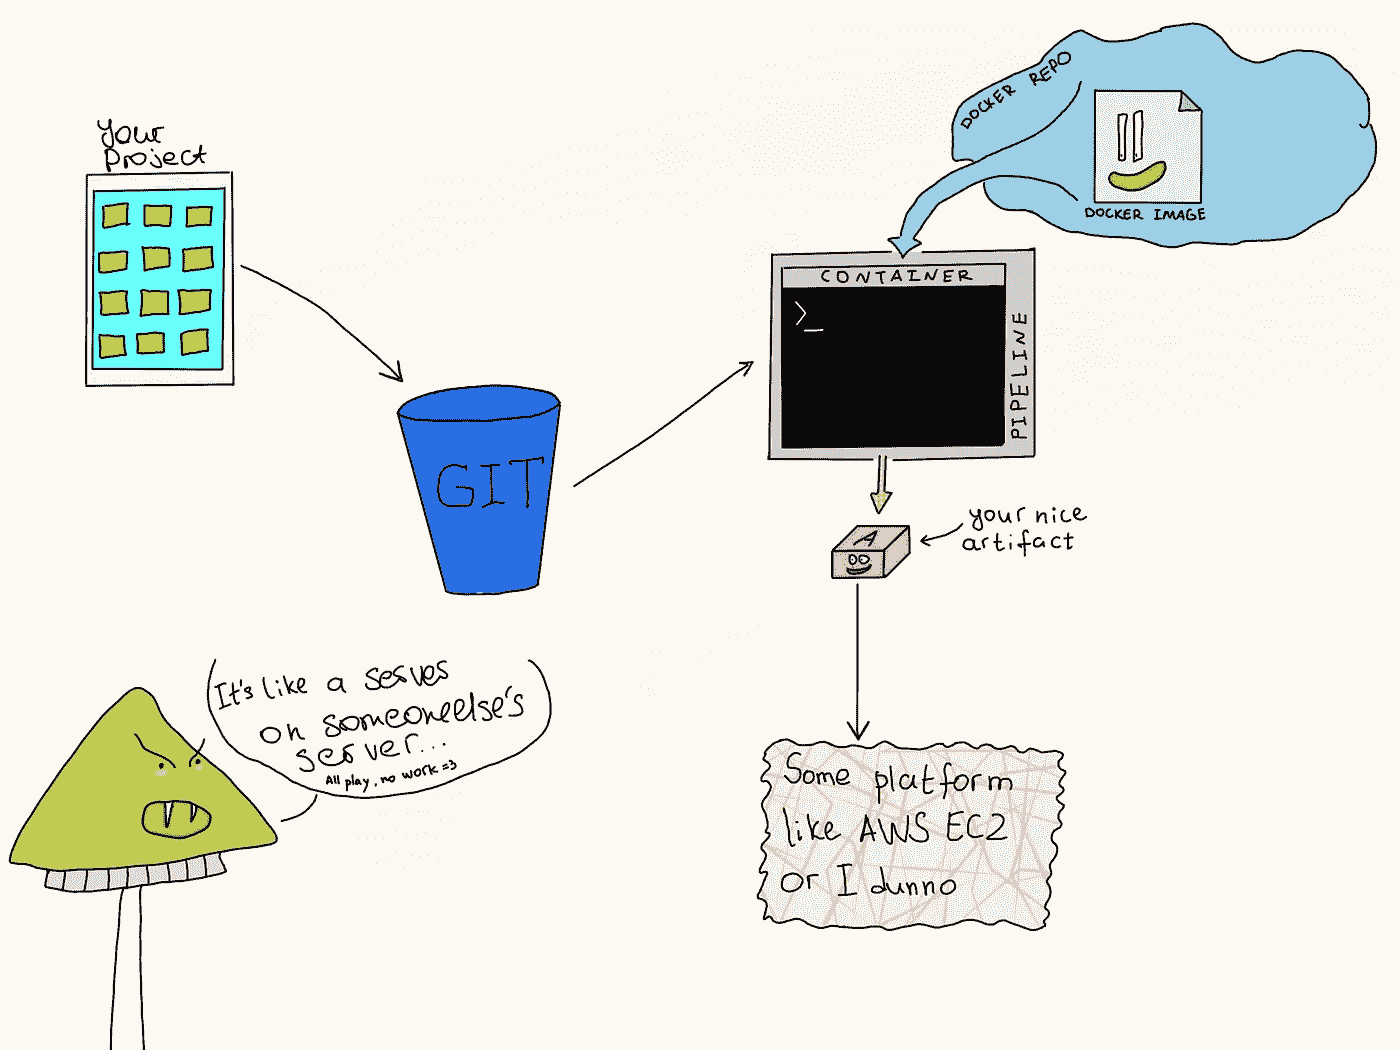 your
project
DOCKER REPO
DOCKER IMAGE
CONTAINER
PIPELINE
>_
GIT
your nice
artifact
A
It's like a serves
on someoneelse's
server...
All play, no work =3
Some platform
like AWS EC2
or I dunno